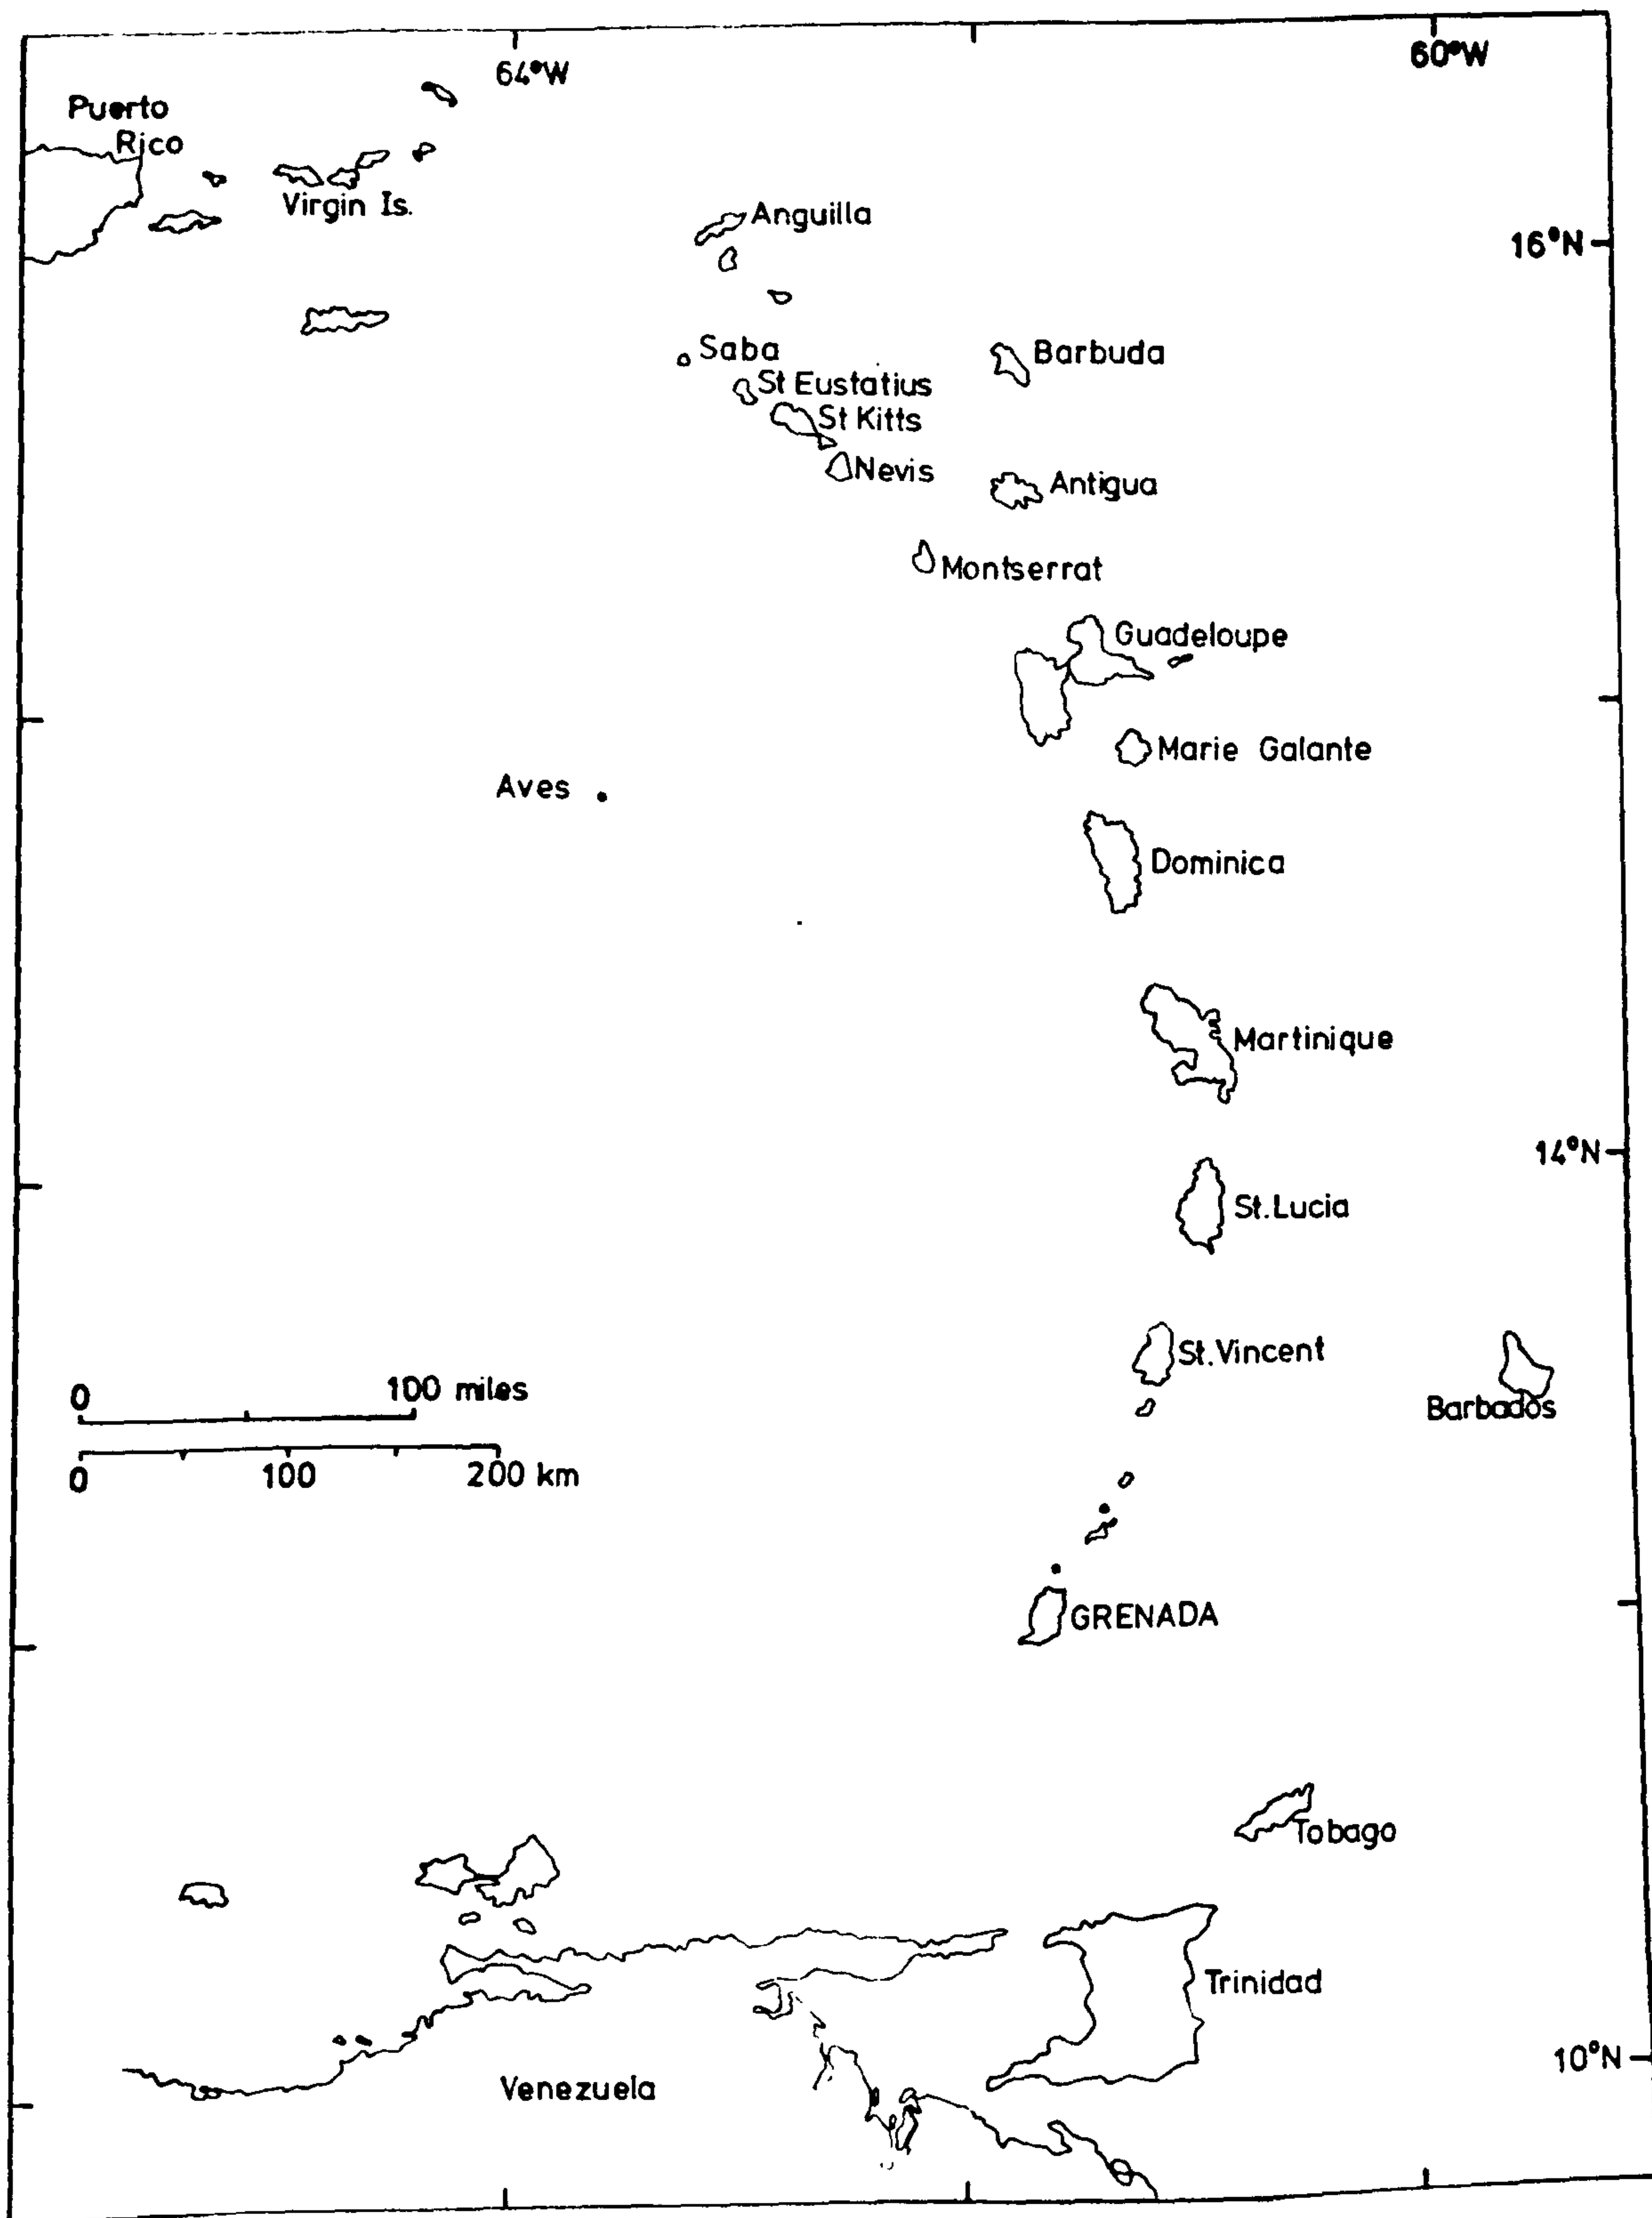 64°W
60°W
Puerto
Rico
Virgin Is.
Anguilla
16°N
Saba
Barbuda
St Eustatius
St Kitts
Nevis
Antigua
Montserrat
Guadeloupe
Marie Galante
Aves
Dominica
Martinique
14°N
St. Lucia
St. Vincent
0 100 miles
Barbados
0 100 200 km
GRENADA
Tobago
Trinidad
10°N
Venezuela